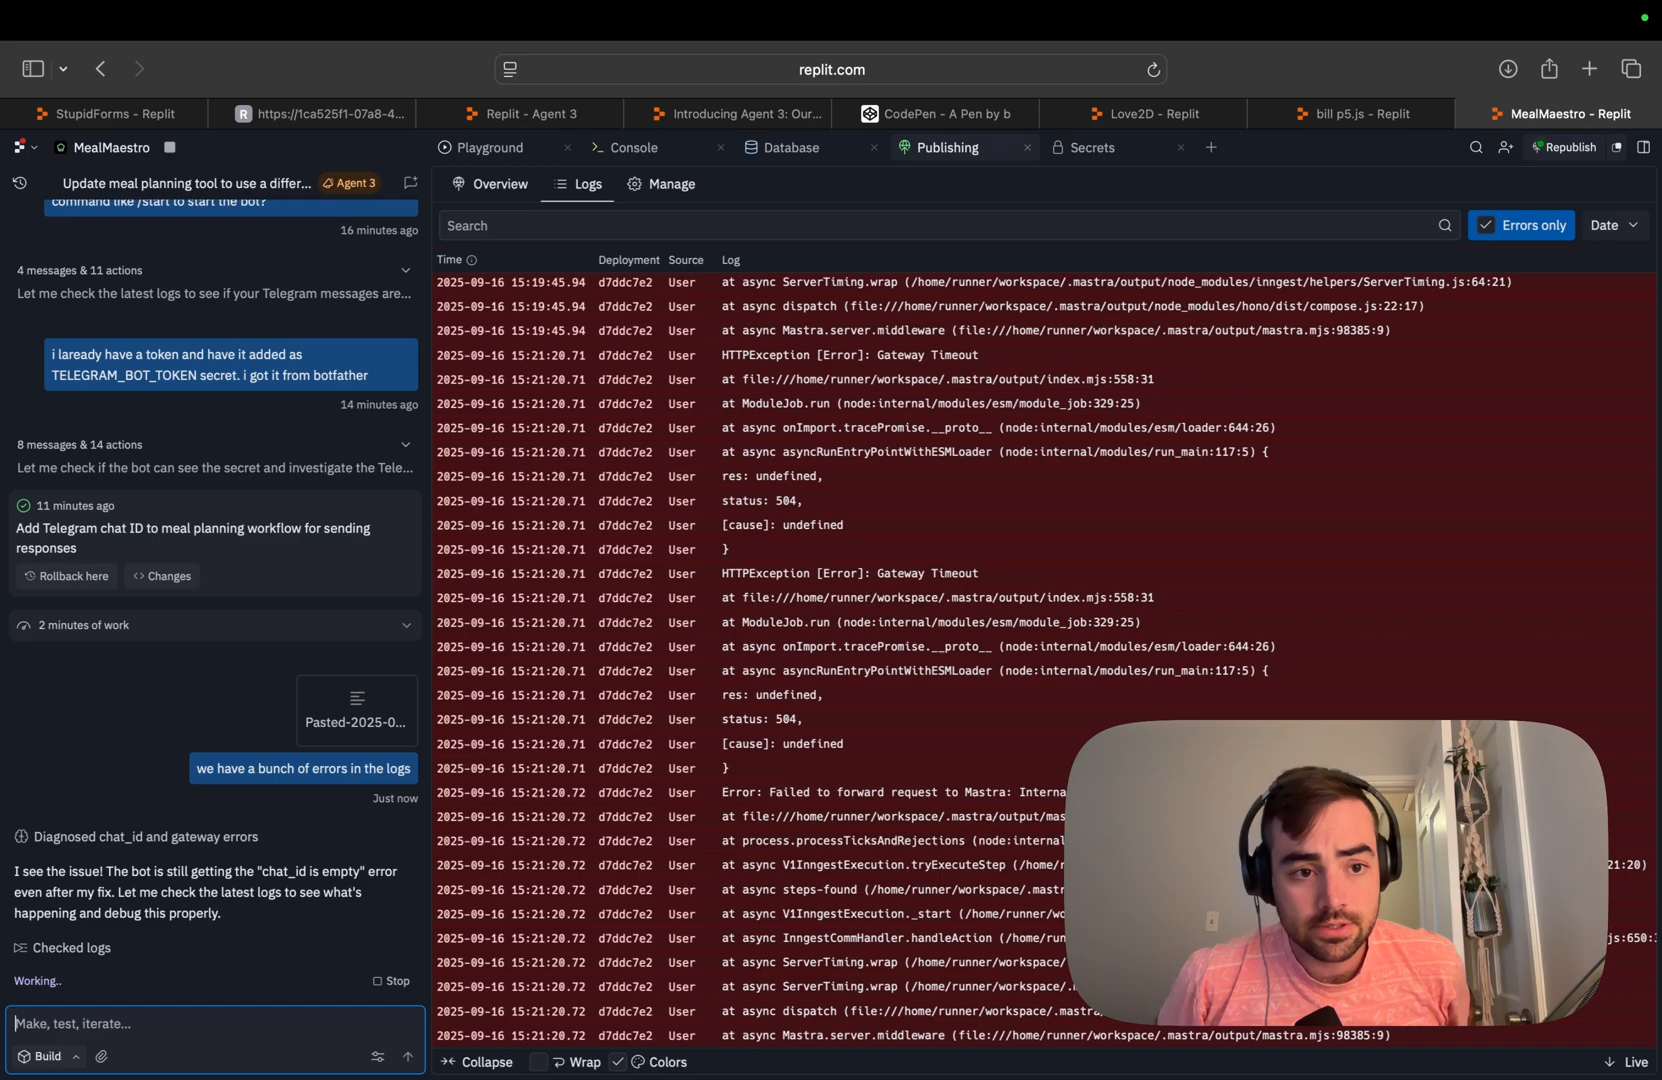 replit.com
StupidForms - Replit
R https://1ca525f1-07a8-4...
Replit - Agent 3
Introducing Agent 3: Our...
CodePen - A Pen by b
Love2D - Replit
bill p5.js - Replit
MealMaestro - Replit
MealMaestro
Playground
Console
Database
Publishing
Secrets
Republish
Update meal planning tool to use a differ...
Agent 3
command like /start to start the bot?
16 minutes ago
4 messages & 11 actions
Let me check the latest logs to see if your Telegram messages are...
i laready have a token and have it added as
TELEGRAM_BOT_TOKEN secret. i got it from botfather
14 minutes ago
8 messages & 14 actions
Let me check if the bot can see the secret and investigate the Tele...
11 minutes ago
Add Telegram chat ID to meal planning workflow for sending
responses
Rollback here
Changes
2 minutes of work
Pasted-2025-0...
we have a bunch of errors in the logs
Just now
Diagnosed chat_id and gateway errors
I see the issue! The bot is still getting the "chat_id is empty" error
even after my fix. Let me check the latest logs to see what's
happening and debug this properly.
Checked logs
Working..
Stop
Make, test, iterate...
Build
Overview
Logs
Manage
Search
Errors only
Date
Time Deployment Source Log
2025-09-16 15:19:45.94 d7ddc7e2 User at async ServerTiming.wrap (/home/runner/workspace/.mastra/output/node_modules/inngest/helpers/ServerTiming.js:64:21)
2025-09-16 15:19:45.94 d7ddc7e2 User at async dispatch (file:///home/runner/workspace/.mastra/output/node_modules/hono/dist/compose.js:22:17)
2025-09-16 15:19:45.94 d7ddc7e2 User at async Mastra.server.middleware (file:///home/runner/workspace/.mastra/output/mastra.mjs:98385:9)
2025-09-16 15:21:20.71 d7ddc7e2 User HTTPException [Error]: Gateway Timeout
2025-09-16 15:21:20.71 d7ddc7e2 User at file:///home/runner/workspace/.mastra/output/index.mjs:558:31
2025-09-16 15:21:20.71 d7ddc7e2 User at ModuleJob.run (node:internal/modules/esm/module_job:329:25)
2025-09-16 15:21:20.71 d7ddc7e2 User at async onImport.tracePromise.__proto__ (node:internal/modules/esm/loader:644:26)
2025-09-16 15:21:20.71 d7ddc7e2 User at async asyncRunEntryPointWithESMLoader (node:internal/modules/run_main:117:5) {
2025-09-16 15:21:20.71 d7ddc7e2 User res: undefined,
2025-09-16 15:21:20.71 d7ddc7e2 User status: 504,
2025-09-16 15:21:20.71 d7ddc7e2 User [cause]: undefined
2025-09-16 15:21:20.71 d7ddc7e2 User }
2025-09-16 15:21:20.71 d7ddc7e2 User HTTPException [Error]: Gateway Timeout
2025-09-16 15:21:20.71 d7ddc7e2 User at file:///home/runner/workspace/.mastra/output/index.mjs:558:31
2025-09-16 15:21:20.71 d7ddc7e2 User at ModuleJob.run (node:internal/modules/esm/module_job:329:25)
2025-09-16 15:21:20.71 d7ddc7e2 User at async onImport.tracePromise.__proto__ (node:internal/modules/esm/loader:644:26)
2025-09-16 15:21:20.71 d7ddc7e2 User at async asyncRunEntryPointWithESMLoader (node:internal/modules/run_main:117:5) {
2025-09-16 15:21:20.71 d7ddc7e2 User res: undefined,
2025-09-16 15:21:20.71 d7ddc7e2 User status: 504,
2025-09-16 15:21:20.71 d7ddc7e2 User [cause]: undefined
2025-09-16 15:21:20.71 d7ddc7e2 User }
2025-09-16 15:21:20.72 d7ddc7e2 User Error: Failed to forward request to Mastra: Interna
2025-09-16 15:21:20.72 d7ddc7e2 User at file:///home/runner/workspace/.mastra/output/mas
2025-09-16 15:21:20.72 d7ddc7e2 User at process.processTicksAndRejections (node:internal
2025-09-16 15:21:20.72 d7ddc7e2 User at async V1InngestExecution.tryExecuteStep (/home/r 21:20)
2025-09-16 15:21:20.72 d7ddc7e2 User at async steps-found (/home/runner/workspace/.mastr
2025-09-16 15:21:20.72 d7ddc7e2 User at async V1InngestExecution._start (/home/runner/wo
2025-09-16 15:21:20.72 d7ddc7e2 User at async InngestCommHandler.handleAction (/home/run js:650:
2025-09-16 15:21:20.72 d7ddc7e2 User at async ServerTiming.wrap (/home/runner/workspace/
2025-09-16 15:21:20.72 d7ddc7e2 User at async ServerTiming.wrap (/home/runner/workspace/.
2025-09-16 15:21:20.72 d7ddc7e2 User at async dispatch (file:///home/runner/workspace/.mastra
2025-09-16 15:21:20.72 d7ddc7e2 User at async Mastra.server.middleware (file:///home/runner/workspace/.mastra/output/mastra.mjs:98385:9)
Collapse
Wrap
Colors
Live